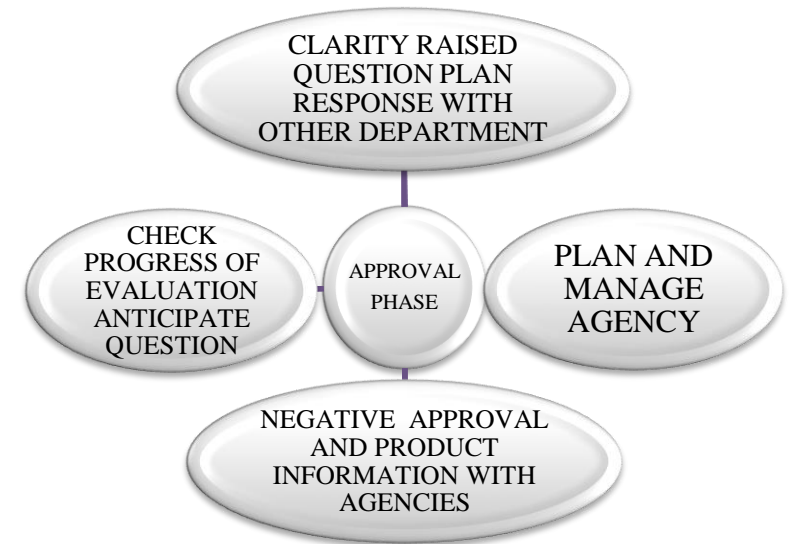 CLARITY RAISED
QUESTION PLAN
RESPONSE WITH
OTHER DEPARTMENT
CHECK
PROGRESS OF
EVALUATION
ANTICIPATE
QUESTION
APPROVAL
PHASE
PLAN AND
MANAGE
AGENCY
NEGATIVE APPROVAL
AND PRODUCT
INFORMATION WITH
AGENCIES